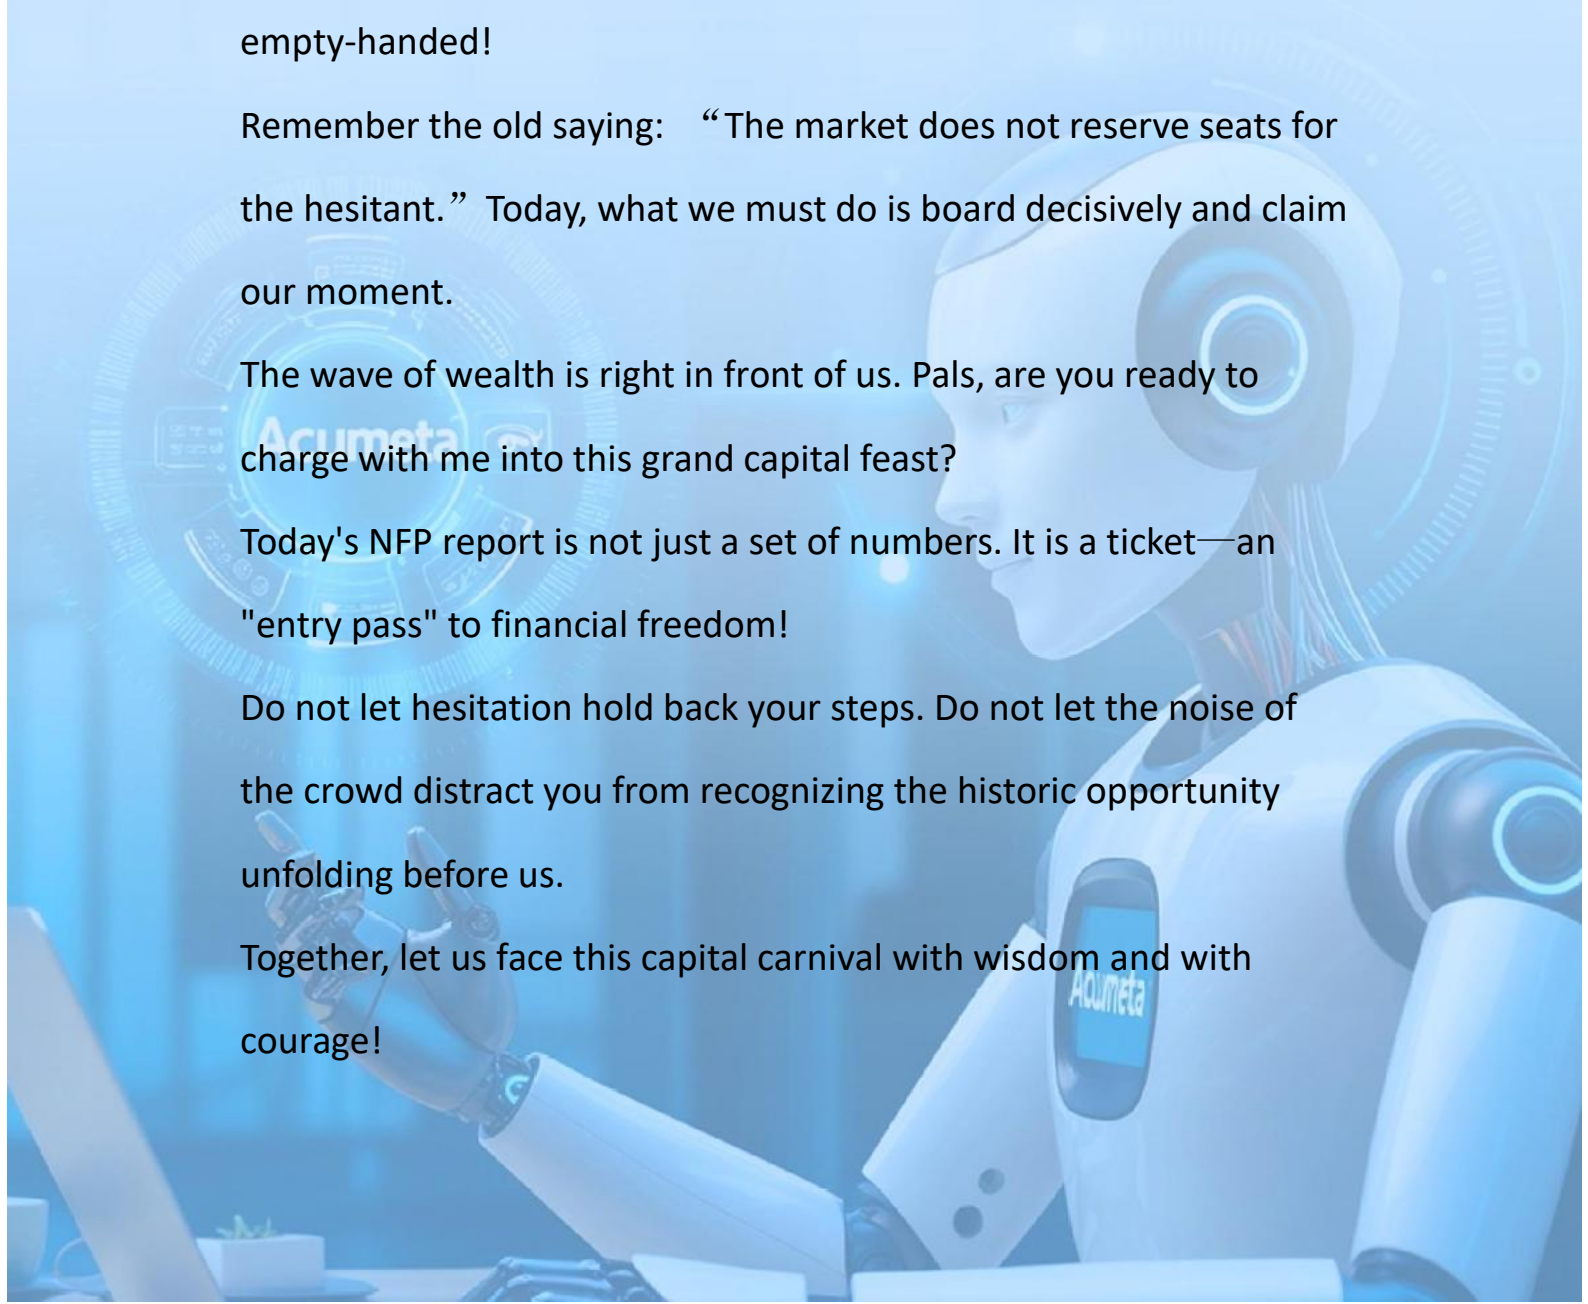 empty-handed!
Remember the old saying: “The market does not reserve seats for
the hesitant.” Today, what we must do is board decisively and claim
our moment.
The wave of wealth is right in front of us. Pals, are you ready to
Acumeta
charge with me into this grand capital feast?
Today's NFP report is not just a set of numbers. It is a ticket—an
"entry pass" to financial freedom!
Do not let hesitation hold back your steps. Do not let the noise of
the crowd distract you from recognizing the historic opportunity
unfolding before us.
Together, let us face this capital carnival with wisdom and with
Acumeta
courage!